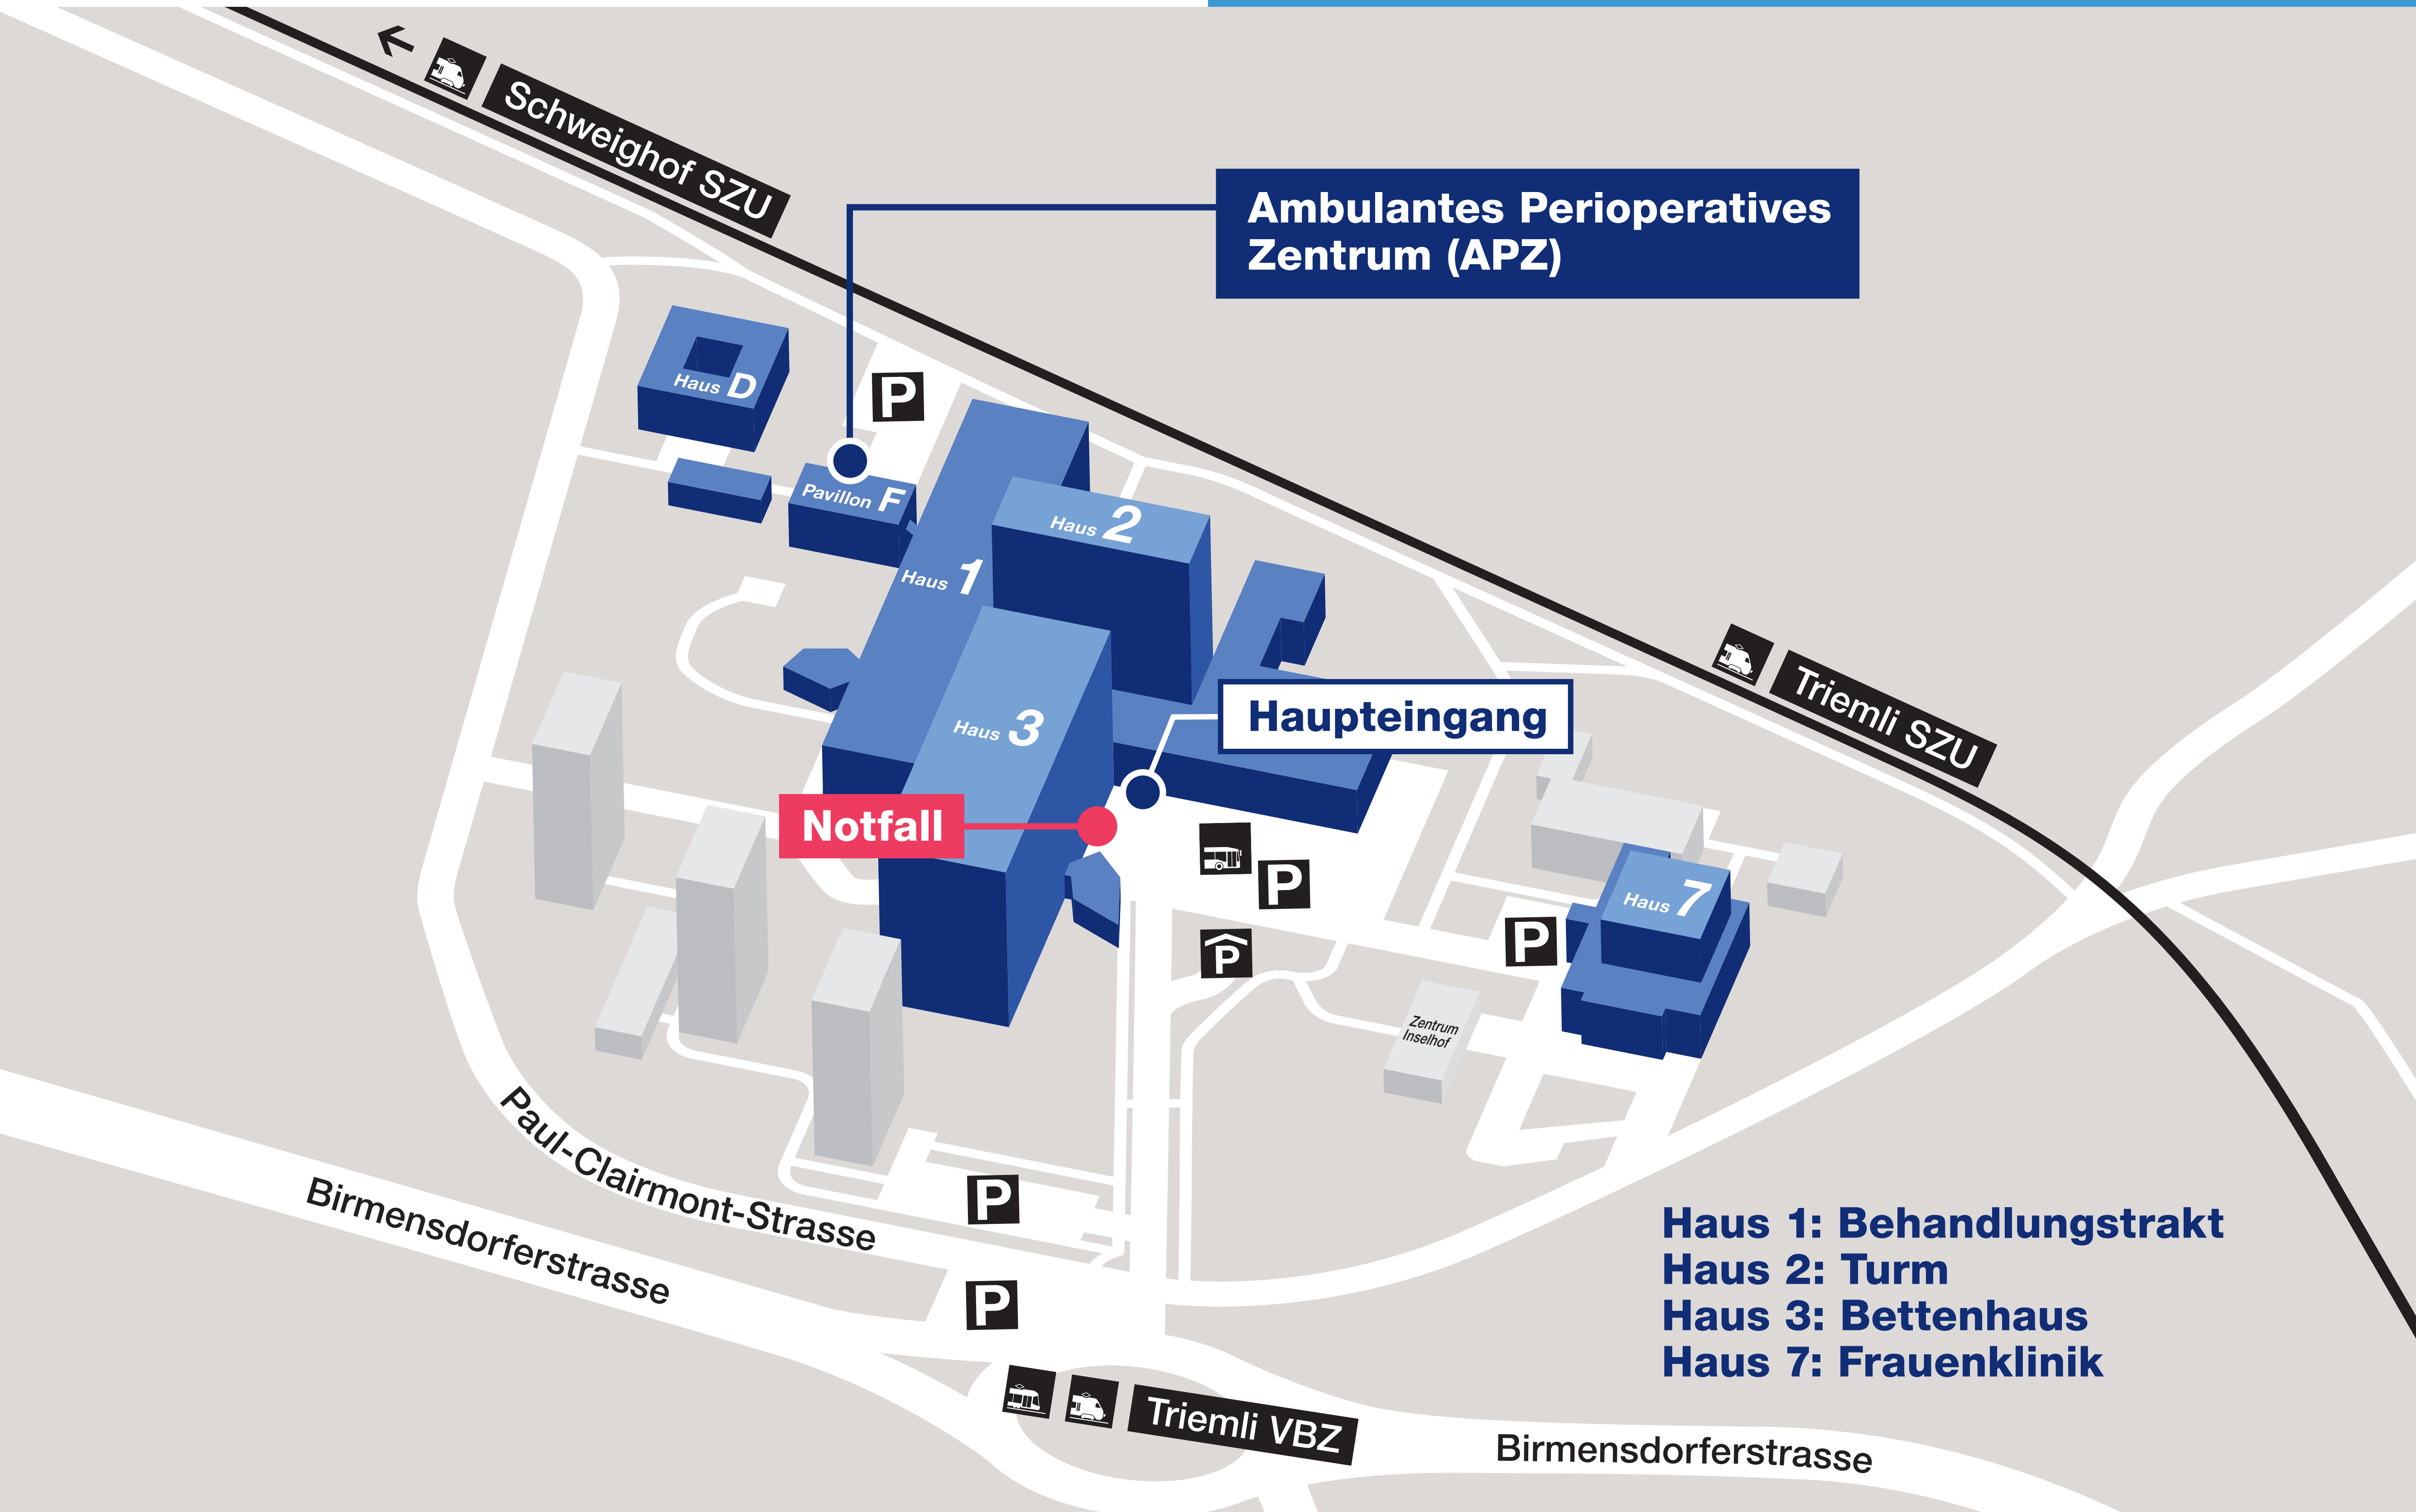 Schweighof SZU
Ambulantes Perioperatives
Zentrum (APZ)
Haus D
P
Pavillon F
Haus 2
Haus 1
Triemli SZU
Haupteingang
Haus 3
Notfall
P
Haus 7
P
P
Zentrum
Inselhof
Paul-Clairmont-Strasse
Birmensdorferstrasse
P
P
Haus 1: Behandlungstrakt
Haus 2: Turm
Haus 3: Bettenhaus
Haus 7: Frauenklinik
Triemli VBZ
Birmensdorferstrasse